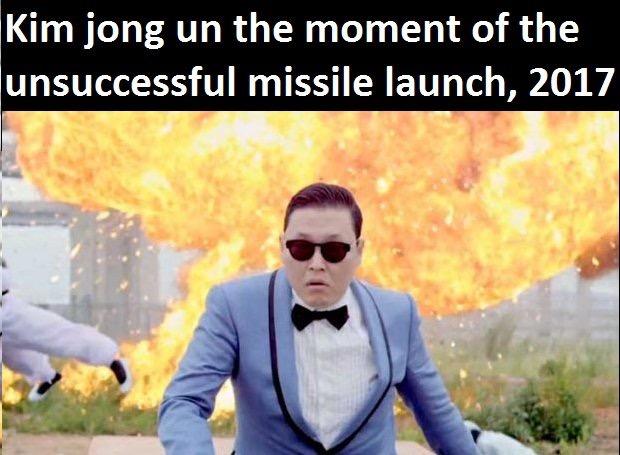 Kim jong un the moment of the
unsuccessful missile launch, 2017